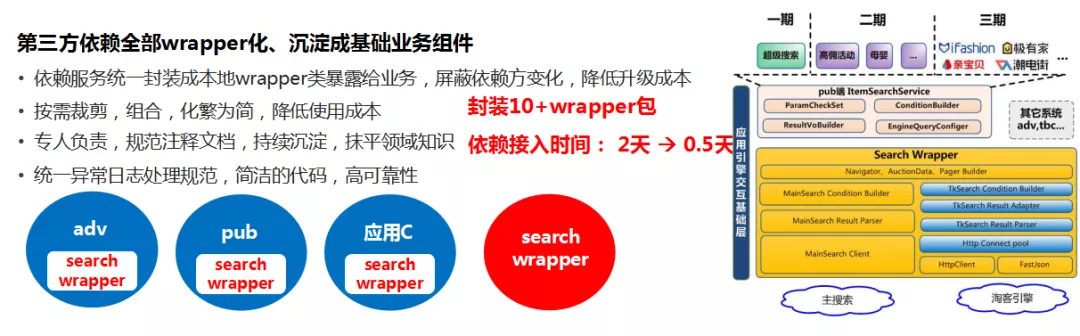 第三方依赖全部wrapper化、沉淀成基础业务组件
• 依赖服务统一封装成本地wrapper类暴露给业务，屏蔽依赖方变化，降低升级成本
• 按需裁剪，组合，化繁为简，降低使用成本
• 专人负责，规范注释文档，持续沉淀，抹平领域知识
• 统一异常日志处理规范，简洁的代码，高可靠性
封装10+wrapper包
依赖接入时间： 2天 → 0.5天
adv
search
wrapper
pub
search
wrapper
应用C
search
wrapper
search
wrapper
一期
二期
三期
超级搜索
高佣活动
母婴
...
iFashion
极有家
亲宝贝
潮电街
...
pub端 ItemSearchService
ParamCheckSet
ConditionBuilder
ResultVoBuilder
EngineQueryConfiger
其它系统
adv,tbc...
应用引擎交互基础层
Search Wrapper
Navigator、AuctionData、Pager Builder
MainSearch Condition Builder
TkSearch Condition Builder
TkSearch Result Adapter
MainSearch Result Parser
TkSearch Result Parser
Http Connect pool
MainSearch Client
HttpClient
FastJson
主搜索
淘客引擎